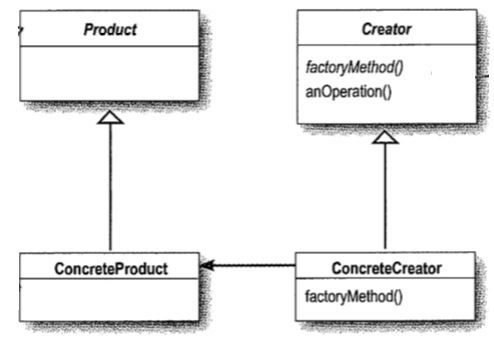 Product
Creator
factoryMethod()
anOperation()
ConcreteProduct
ConcreteCreator
factoryMethod()